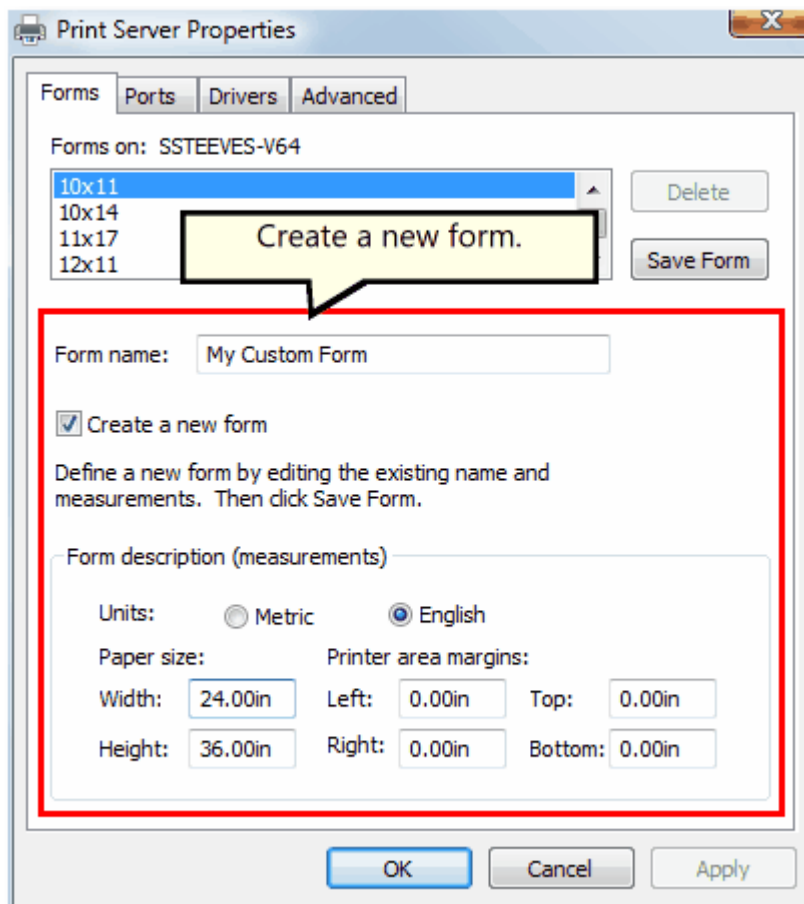 Print Server Properties
Forms Ports Drivers Advanced
Forms on: SSTEEVES-V64
10x11
10x14
11x17
12x11
Delete
Save Form
Create a new form.
Form name: My Custom Form
Create a new form
Define a new form by editing the existing name and
measurements. Then click Save Form.
Form description (measurements)
Units: Metric English
Paper size: Printer area margins:
Width: 24.00in Left: 0.00in Top: 0.00in
Height: 36.00in Right: 0.00in Bottom: 0.00in
OK Cancel Apply